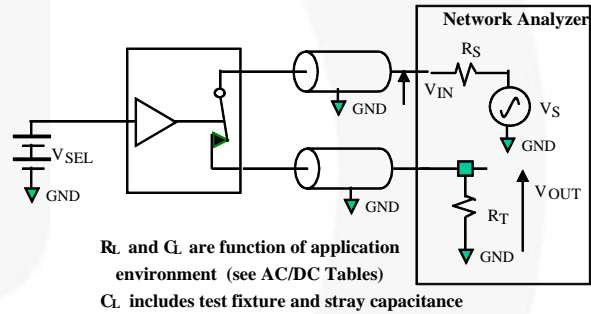 Network Analyzer
RS
VIN
GND
VS
GND
VSEL
GND
GND
VOUT
RT
GND
RL and CL are function of application
environment (see AC/DC Tables)
CL includes test fixture and stray capacitance